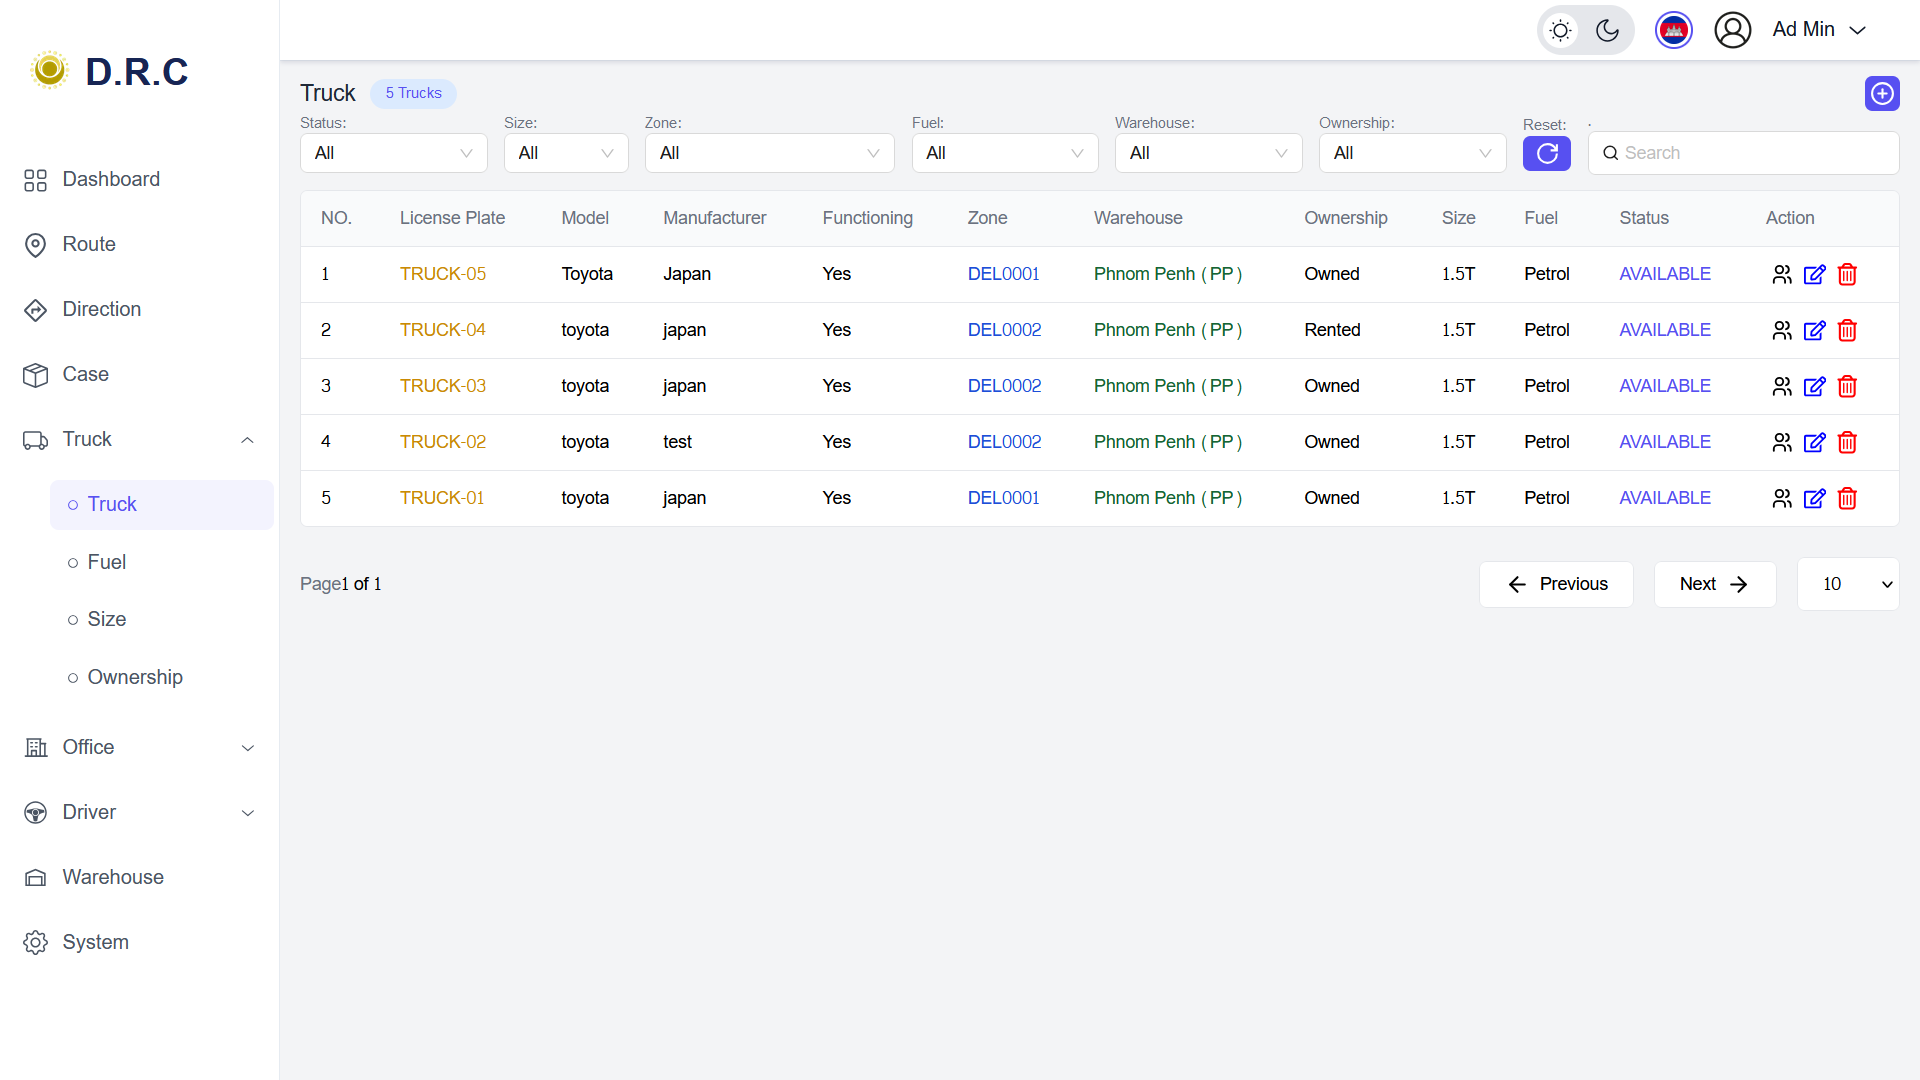 D.R.C
Ad Min
Dashboard
Route
Direction
Case
Truck
Truck
Fuel
Size
Ownership
Office
Driver
Warehouse
System
Truck 5 Trucks
Status: Size: Zone: Fuel: Warehouse: Ownership: Reset: .
All All All All All All Search
NO. License Plate Model Manufacturer Functioning Zone Warehouse Ownership Size Fuel Status Action
1 TRUCK-05 Toyota Japan Yes DEL0001 Phnom Penh ( PP ) Owned 1.5T Petrol AVAILABLE
2 TRUCK-04 toyota japan Yes DEL0002 Phnom Penh ( PP ) Rented 1.5T Petrol AVAILABLE
3 TRUCK-03 toyota japan Yes DEL0002 Phnom Penh ( PP ) Owned 1.5T Petrol AVAILABLE
4 TRUCK-02 toyota test Yes DEL0002 Phnom Penh ( PP ) Owned 1.5T Petrol AVAILABLE
5 TRUCK-01 toyota japan Yes DEL0001 Phnom Penh ( PP ) Owned 1.5T Petrol AVAILABLE
Page1 of 1 Previous Next 10